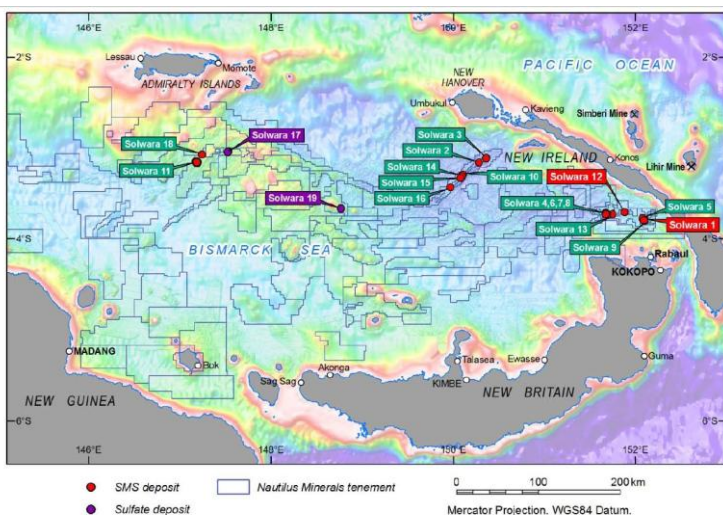 146°E
148°E
150°E
152°E
2°S
2°S
Lessau
Momote
ADMIRALTY ISLANDS
PACIFIC OCEAN
NEW
HANOVER
Umbukul
Kavieng
Simberi Mine
Solwara 17
Solwara 18
Solwara 11
Solwara 3
Solwara 2
NEW IRELAND
Konos
Lihir Mine
Solwara 14
Solwara 10
Solwara 12
Solwara 15
Solwara 16
Solwara 19
Solwara 4,6,7,8
Solwara 5
Solwara 13
Solwara 1
Solwara 9
4°S
4°S
BISMARCK SEA
Rabaul
KOKOPO
MADANG
Buk
Sag Sag
Akonga
Talasea
Ewasse
Guma
KIMBE
NEW BRITAIN
NEW GUINEA
6°S
6°S
146°E
148°E
150°E
152°E
SMS deposit
Nautilus Minerals tenement
0
100
200 km
Sulfate deposit
Mercator Projection. WGS84 Datum.